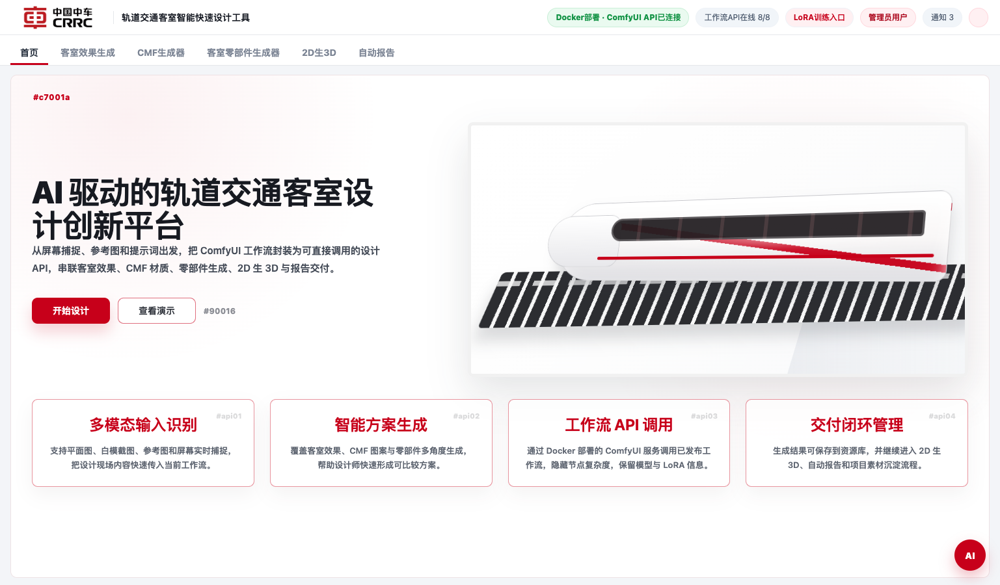 中国中车
CRRC
轨道交通客室智能快速设计工具
Docker部署 · ComfyUI API已连接
工作流API在线 8/8
LoRA训练入口
管理员用户
通知 3
首页
客室效果生成
CMF生成器
客室零部件生成器
2D生3D
自动报告
#c7001a
AI 驱动的轨道交通客室设
计创新平台
从屏幕捕捉、参考图和提示词出发，把 ComfyUI 工作流封装为可直接调用的设计
API，串联客室效果、CMF 材质、零部件生成、2D 生 3D 与报告交付。
开始设计
查看演示
#90016
#api01
多模态输入识别
支持平面图、白模截图、参考图和屏幕实时捕捉，
把设计现场内容快速传入当前工作流。
#api02
智能方案生成
覆盖客室效果、CMF 图案与零部件多角度生成，
帮助设计师快速形成可比较方案。
#api03
工作流 API 调用
通过 Docker 部署的 ComfyUI 服务调用已发布工
作流，隐藏节点复杂度，保留模型与 LoRA 信息。
#api04
交付闭环管理
生成结果可保存到资源库，并继续进入 2D 生
3D、自动报告和项目素材沉淀流程。
AI